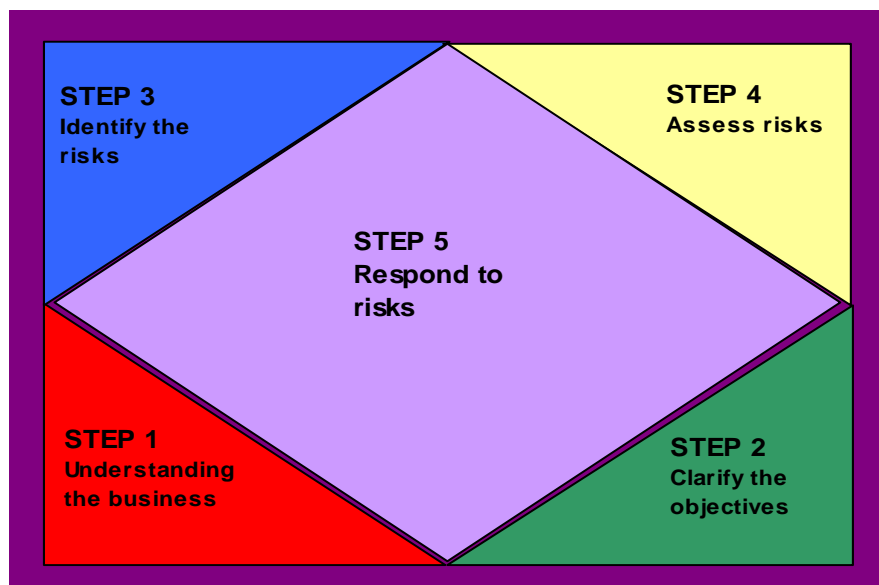 STEP 3
Identify the
risks
STEP 4
Assess risks
STEP 5
Respond to
risks
STEP 1
Understanding
the business
STEP 2
Clarify the
objectives